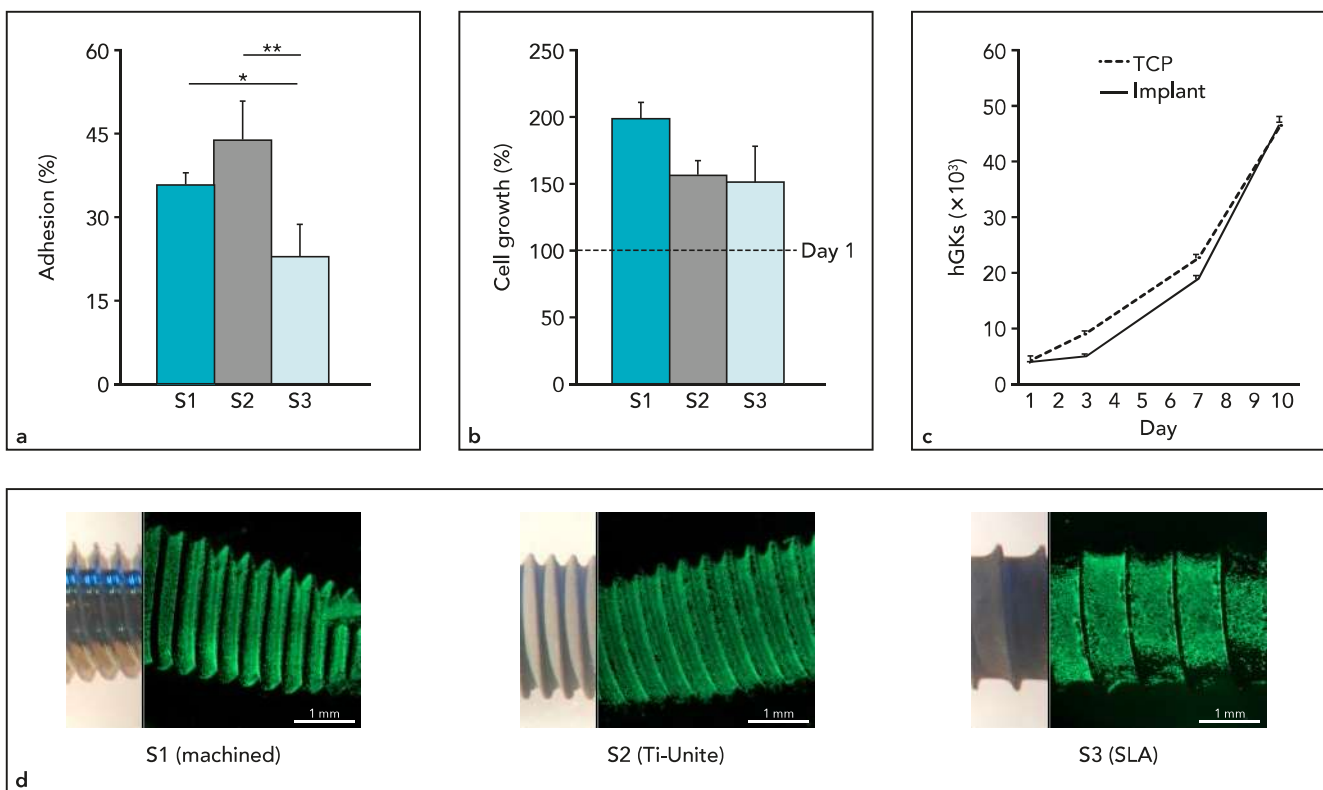 60
45
30
15
0
Adhesion (%)
**
*
S1 S2 S3
a
250
200
150
100
50
0
Cell growth (%)
Day 1
S1 S2 S3
b
60
50
40
30
20
10
0
hGKs (×10³)
TCP
Implant
1 2 3 4 5 6 7 8 9 10
Day
c
1 mm
S1 (machined)
1 mm
S2 (Ti-Unite)
1 mm
S3 (SLA)
d